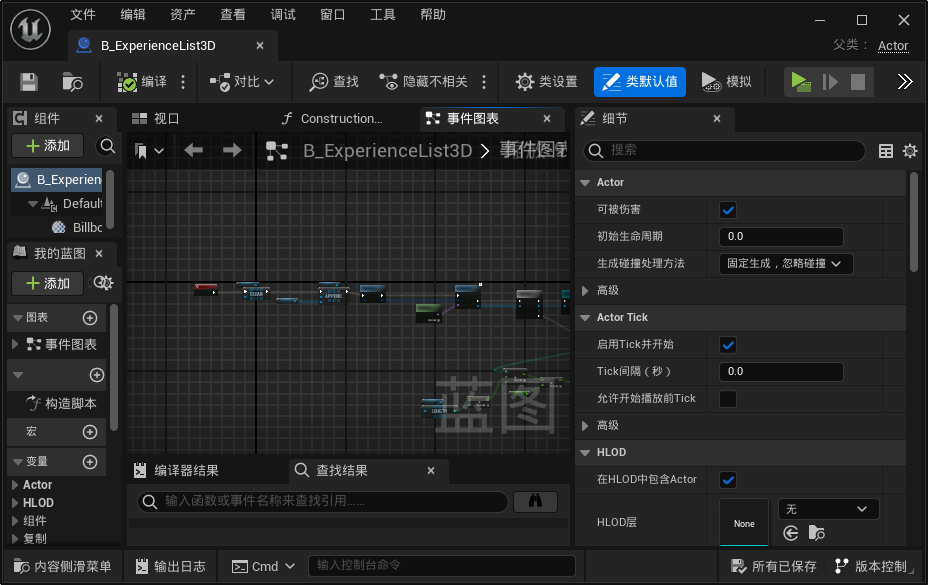 文件 编辑 资产 查看 调试 窗口 工具 帮助
B_ExperienceList3D
父类： Actor
编译 对比 查找 隐藏不相关 类设置 类默认值 模拟
组件 视口 Construction... 事件图表 细节
添加 B_ExperienceList3D 事件图表 搜索
B_Experien
Default
Billbo
我的蓝图
添加
图表
事件图表
构造脚本
宏
变量
Actor
HLOD
组件
复制
CLEAR
APPEND
LENGTH
蓝图
编译器结果 查找结果
输入函数或事件名称来查找引用......
Actor
可被伤害
初始生命周期 0.0
生成碰撞处理方法 固定生成，忽略碰撞
高级
Actor Tick
启用Tick并开始
Tick间隔（秒） 0.0
允许开始播放前Tick
高级
HLOD
在HLOD中包含Actor
HLOD层 None 无
内容侧滑菜单 输出日志 Cmd 输入控制台命令 所有已保存 版本控制